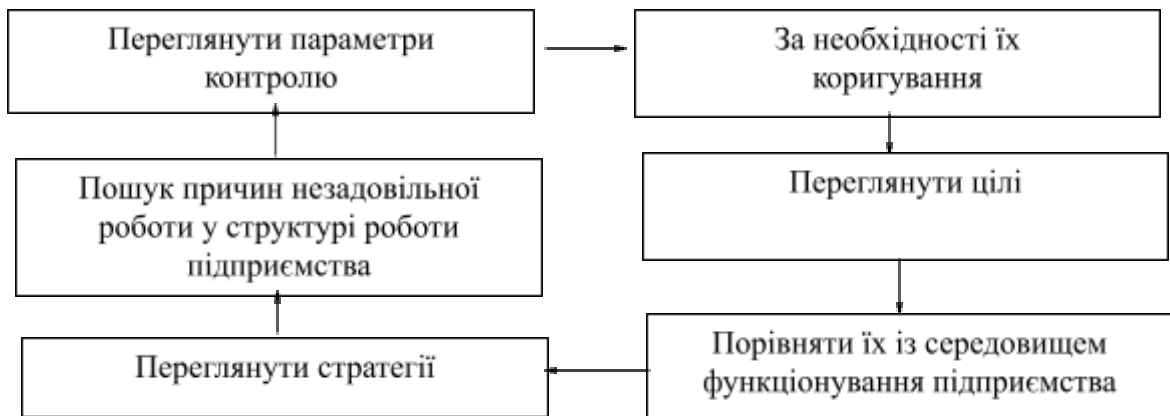 Переглянути параметри
контролю
За необхідності їх
коригування
Пошук причин незадовільної
роботи у структурі роботи
підприємства
Переглянути цілі
Переглянути стратегії
Порівняти їх із середовищем
функціонування підприємства